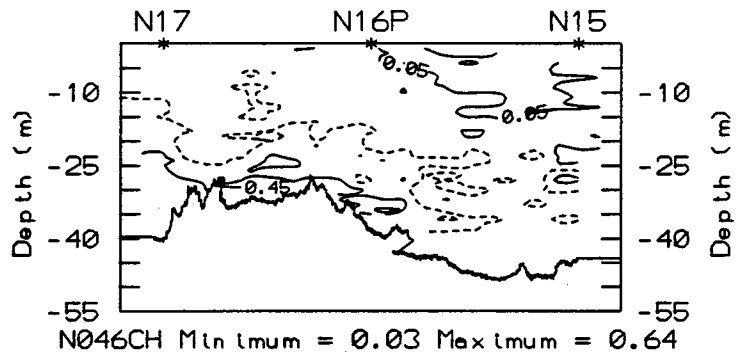 N17 N16P N15
0.05
-10 -10
0.05
-25 -25
0.45
-40 -40
-55 -55
Depth (m)
Depth (m)
N046CH Minimum = 0.03 Maximum = 0.64